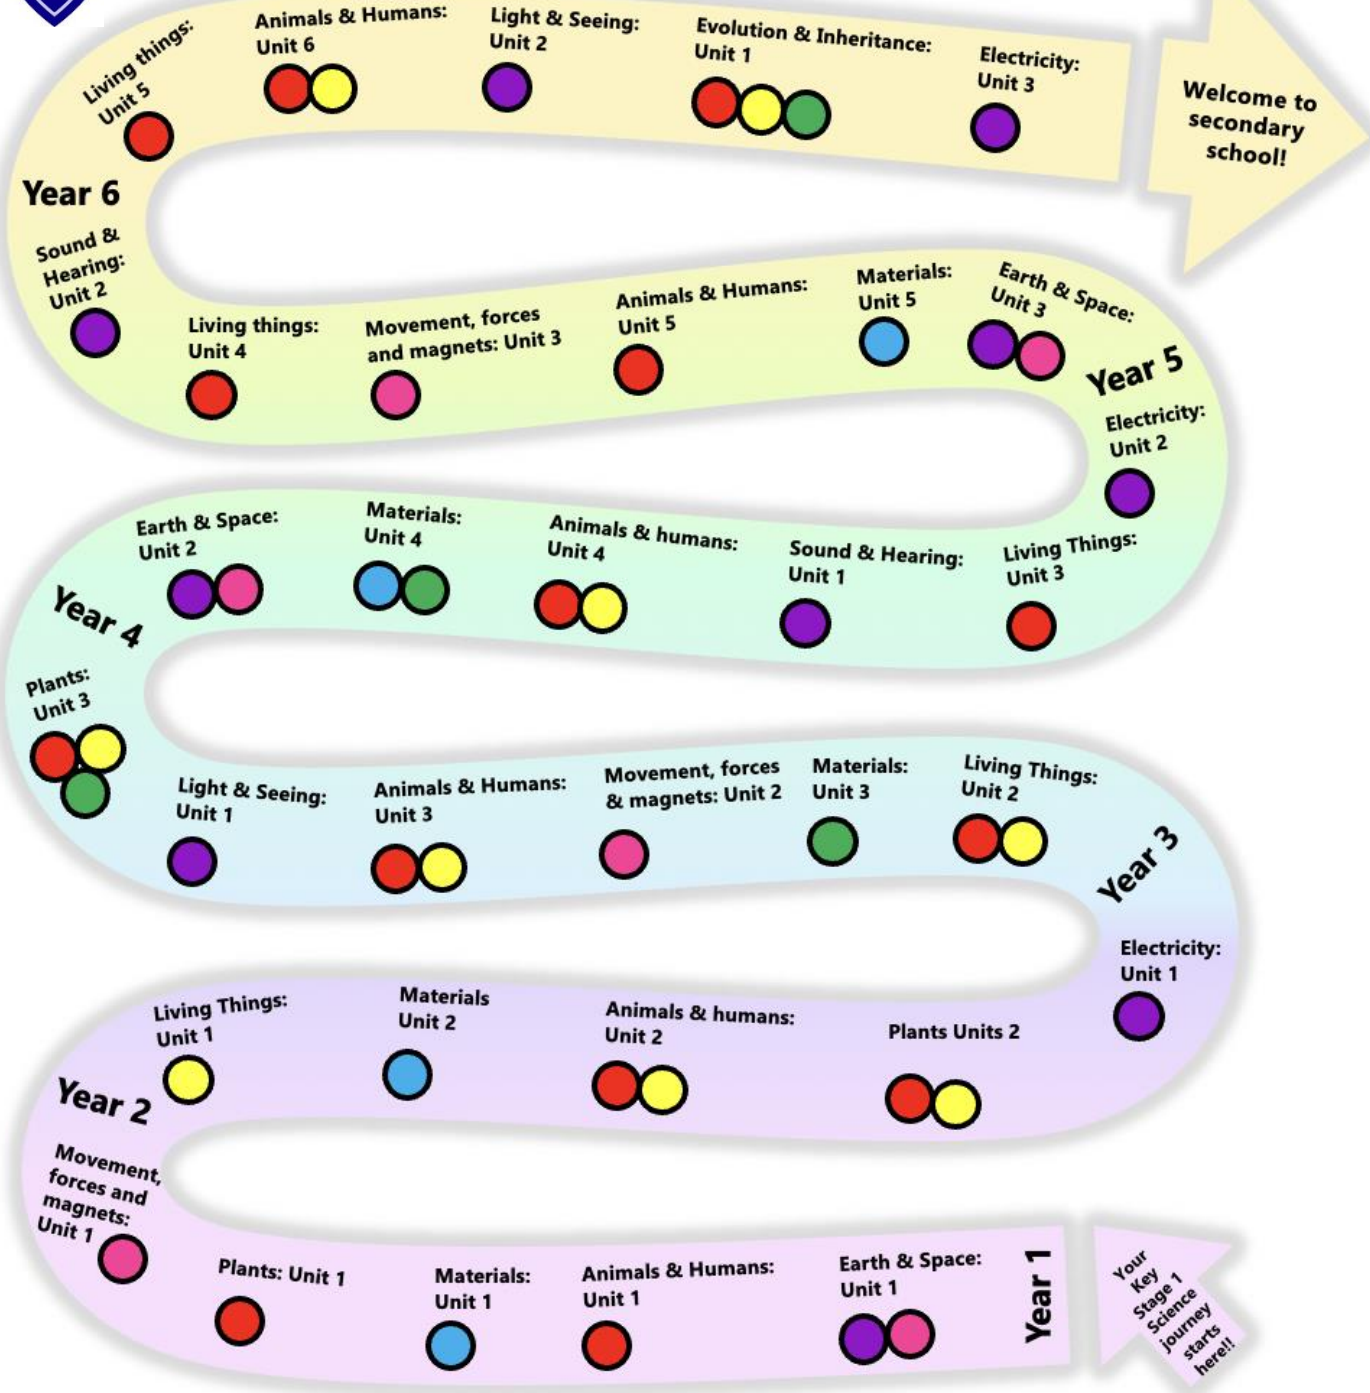 Living things:
Unit 5
Animals & Humans:
Unit 6
Light & Seeing:
Unit 2
Evolution & Inheritance:
Unit 1
Electricity:
Unit 3
Welcome to
secondary
school!
Year 6
Sound &
Hearing:
Unit 2
Living things:
Unit 4
Movement, forces
and magnets: Unit 3
Animals & Humans:
Unit 5
Materials:
Unit 5
Earth & Space:
Unit 3
Year 5
Electricity:
Unit 2
Earth & Space:
Unit 2
Materials:
Unit 4
Animals & humans:
Unit 4
Sound & Hearing:
Unit 1
Living Things:
Unit 3
Year 4
Plants:
Unit 3
Light & Seeing:
Unit 1
Animals & Humans:
Unit 3
Movement, forces
& magnets: Unit 2
Materials:
Unit 3
Living Things:
Unit 2
Year 3
Electricity:
Unit 1
Living Things:
Unit 1
Materials
Unit 2
Animals & humans:
Unit 2
Plants Units 2
Year 2
Movement,
forces and
magnets:
Unit 1
Plants: Unit 1
Materials:
Unit 1
Animals & Humans:
Unit 1
Earth & Space:
Unit 1
Year 1
Your
Key
Stage 1
Science
journey
starts
here!!